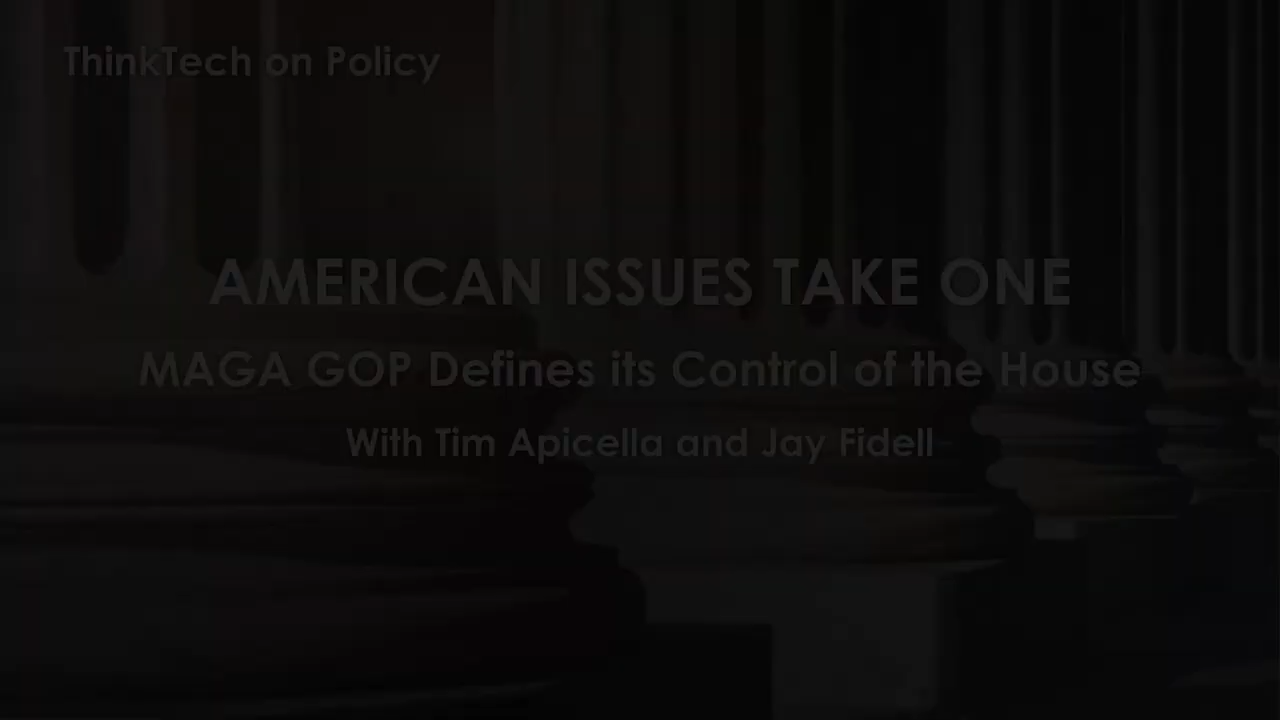 ThinkTech on Policy
AMERICAN ISSUES TAKE ONE
MAGA GOP Defines its Control of the House
With Tim Apicella and Jay Fidell